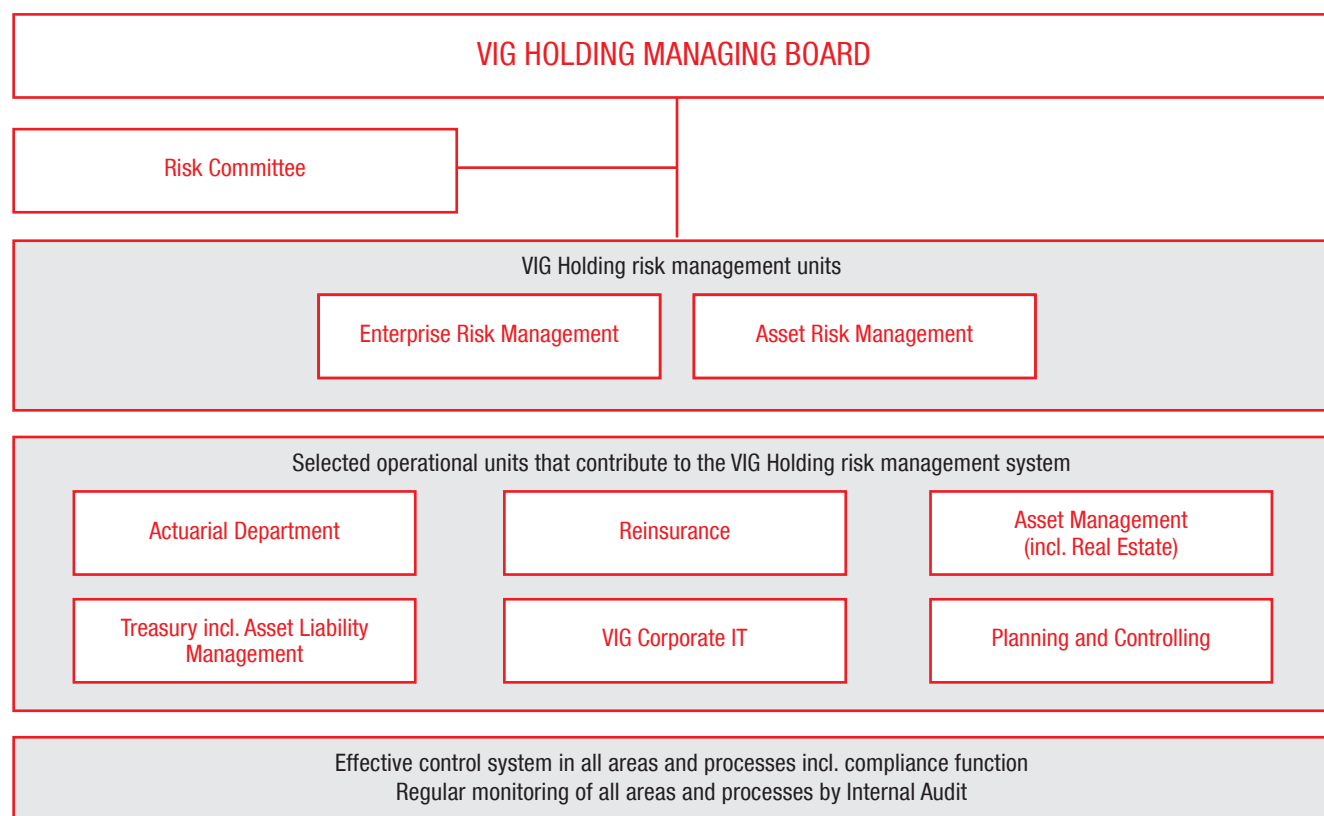 VIG HOLDING MANAGING BOARD
Risk Committee
VIG Holding risk management units
Enterprise Risk Management
Asset Risk Management
Selected operational units that contribute to the VIG Holding risk management system
Actuarial Department
Reinsurance
Asset Management
(incl. Real Estate)
Treasury incl. Asset Liability
Management
VIG Corporate IT
Planning and Controlling
Effective control system in all areas and processes incl. compliance function
Regular monitoring of all areas and processes by Internal Audit